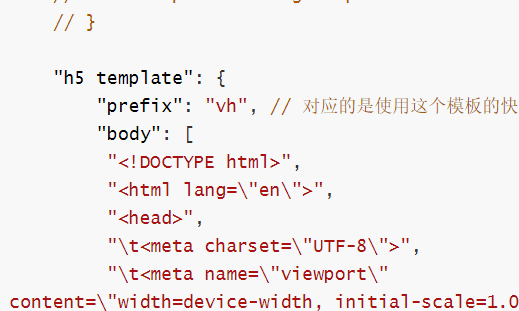 // }
"h5 template": {
"prefix": "vh", // 对应的是使用这个模板的快
"body": [
"<!DOCTYPE html>",
"<html lang=\"en\">",
"<head>",
"\t<meta charset=\"UTF-8\">",
"\t<meta name=\"viewport\"
content=\"width=device-width, initial-scale=1.0